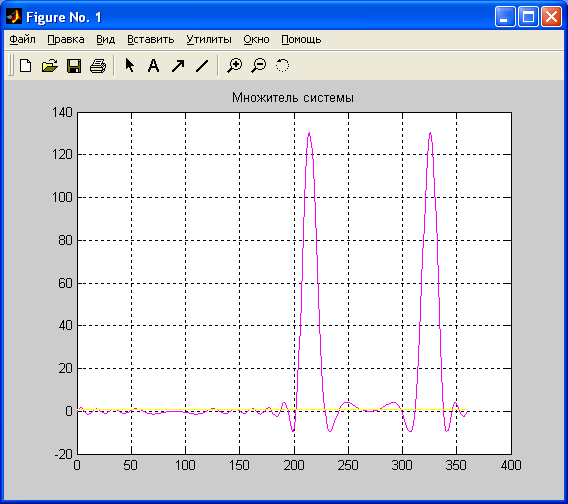 Figure No. 1
Файл Правка Вид Вставить Утилиты Окно Помощь
A
Множитель системы
140
120
100
80
60
40
20
0
-20
0 50 100 150 200 250 300 350 400